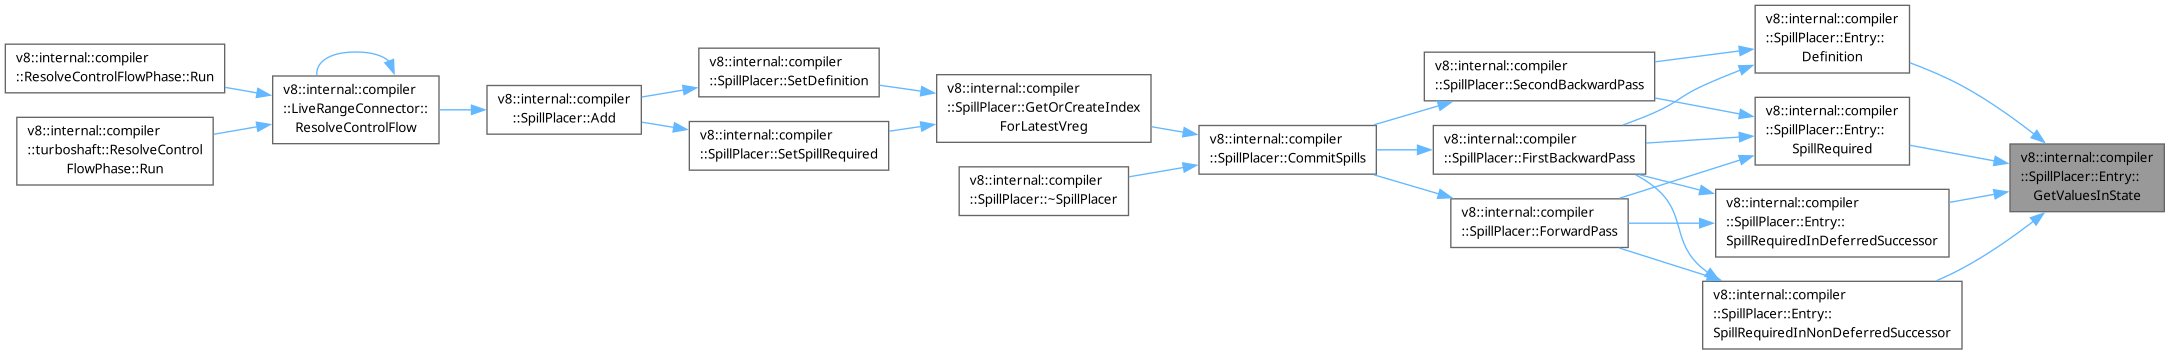 v8::internal::compiler
::ResolveControlFlowPhase::Run
v8::internal::compiler
::turboshaft::ResolveControl
FlowPhase::Run
v8::internal::compiler
::LiveRangeConnector::
ResolveControlFlow
v8::internal::compiler
::SpillPlacer::Add
v8::internal::compiler
::SpillPlacer::SetDefinition
v8::internal::compiler
::SpillPlacer::SetSpillRequired
v8::internal::compiler
::SpillPlacer::GetOrCreateIndex
ForLatestVreg
v8::internal::compiler
::SpillPlacer::~SpillPlacer
v8::internal::compiler
::SpillPlacer::CommitSpills
v8::internal::compiler
::SpillPlacer::SecondBackwardPass
v8::internal::compiler
::SpillPlacer::FirstBackwardPass
v8::internal::compiler
::SpillPlacer::ForwardPass
v8::internal::compiler
::SpillPlacer::Entry::
Definition
v8::internal::compiler
::SpillPlacer::Entry::
SpillRequired
v8::internal::compiler
::SpillPlacer::Entry::
SpillRequiredInDeferredSuccessor
v8::internal::compiler
::SpillPlacer::Entry::
SpillRequiredInNonDeferredSuccessor
v8::internal::compiler
::SpillPlacer::Entry::
GetValuesInState